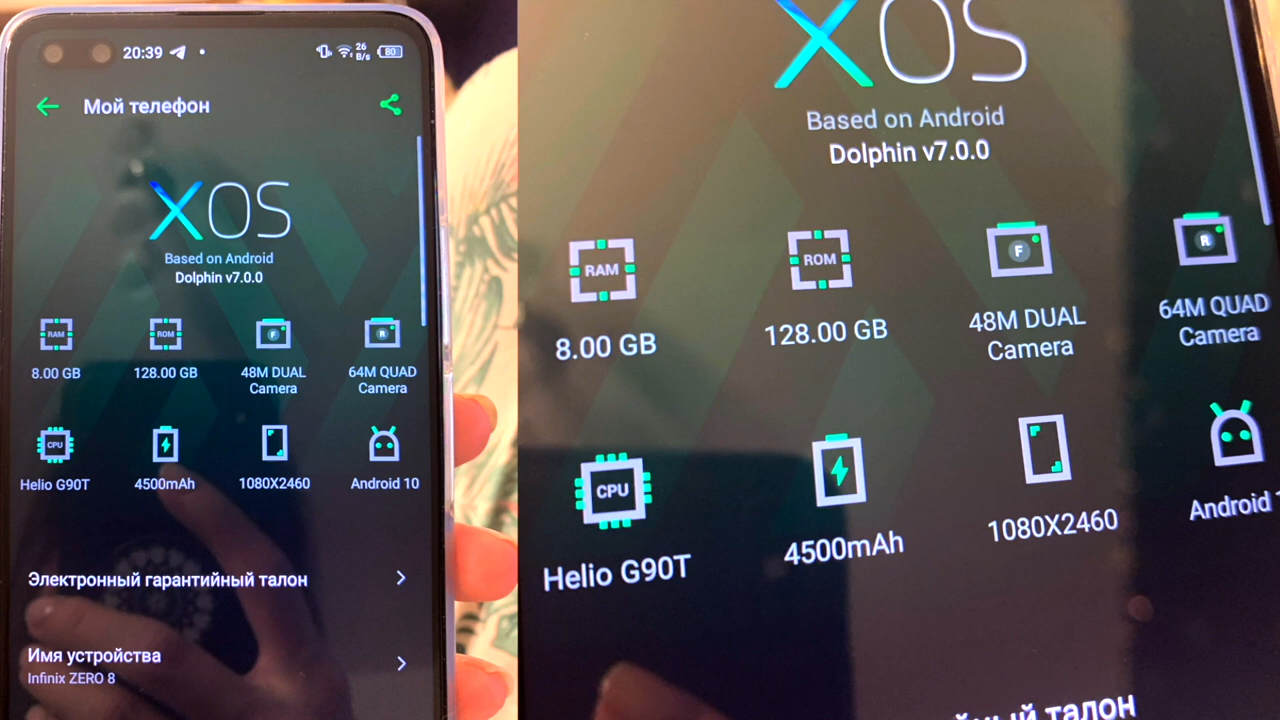 20:39
26
B/s
80
Мой телефон
XOS
Based on Android
Dolphin v7.0.0
RAM
ROM
F
R
8.00 GB
128.00 GB
48M DUAL
Camera
64M QUAD
Camera
CPU
Helio G90T
4500mAh
1080X2460
Android 10
Электронный гарантийный талон
Имя устройства
Infinix ZERO 8
XOS
Based on Android
Dolphin v7.0.0
RAM
ROM
F
R
8.00 GB
128.00 GB
48M DUAL
Camera
64M QUAD
Camera
CPU
Helio G90T
4500mAh
1080X2460
Android
талон